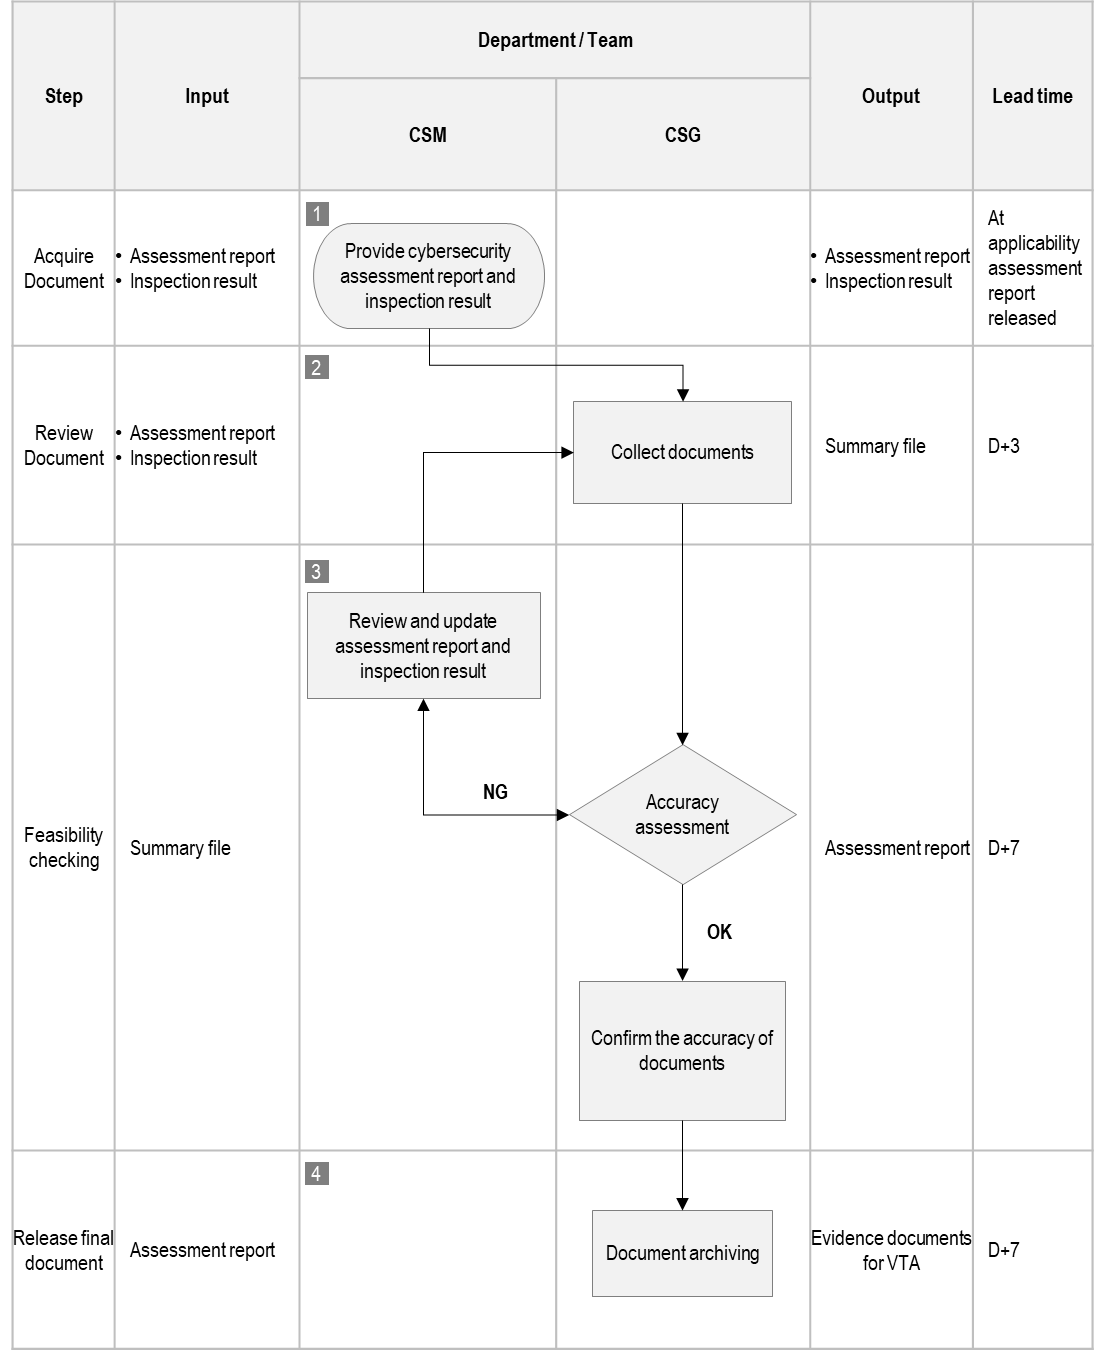 Department / Team
Step
Input
CSM
CSG
Output
Lead time
1
Acquire
Document
• Assessment report
• Inspection result
Provide cybersecurity
assessment report and
inspection result
• Assessment report
• Inspection result
At
applicability
assessment
report
released
2
Review
Document
• Assessment report
• Inspection result
Collect documents
Summary file
D+3
3
Review and update
assessment report and
inspection result
NG
Accuracy
assessment
Feasibility
checking
Summary file
Assessment report
D+7
OK
Confirm the accuracy of
documents
4
Release final
document
Assessment report
Document archiving
Evidence documents
for VTA
D+7